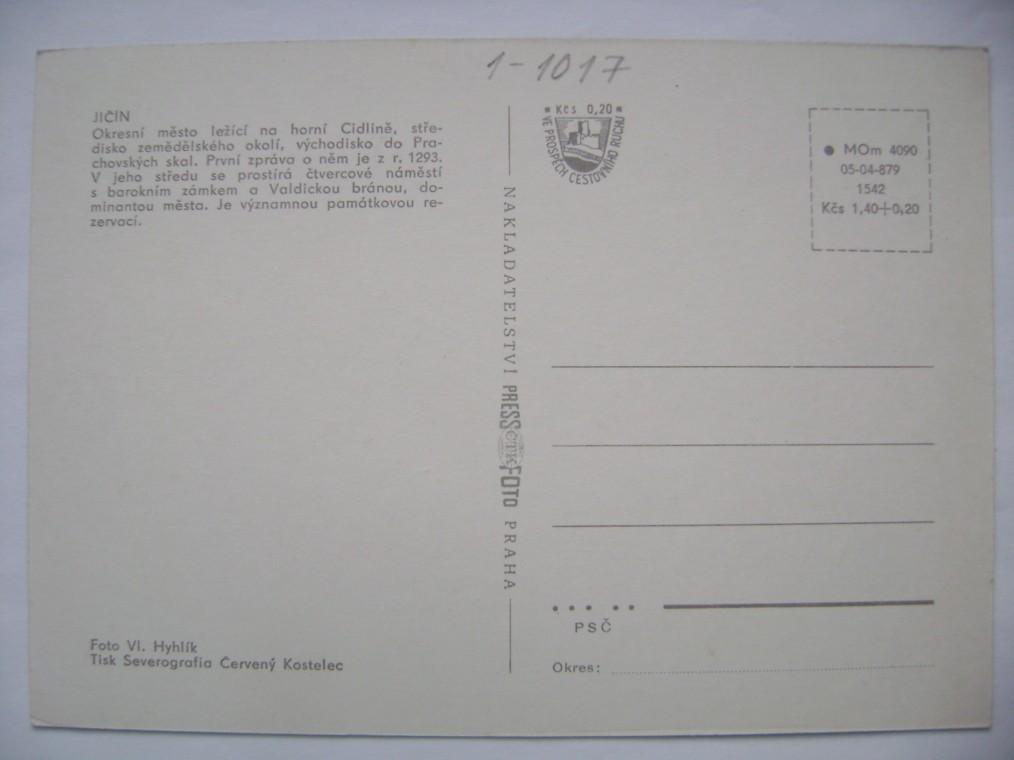 1-1017
JIČÍN
Okresní město ležící na horní Cidlině, stře-
disko zemědělského okolí, východisko do Pra-
chovských skal. První zpráva o něm je z r. 1293.
V jeho středu se prostírá čtvercové náměstí
s barokním zámkem a Valdickou bránou, do-
minantou města. Je významnou památkovou re-
zervací.
Foto Vl. Hyhlík
Tisk Severografia Červený Kostelec
NAKLADATELSTVÍ PRESSFOTO PRAHA
ČTK
Kčs 0,20
VE PROSPĚCH CESTOVNÍHO RUCHU
MOm 4090
05-04-879
1542
Kčs 1,40+0,20
PSČ
Okres: